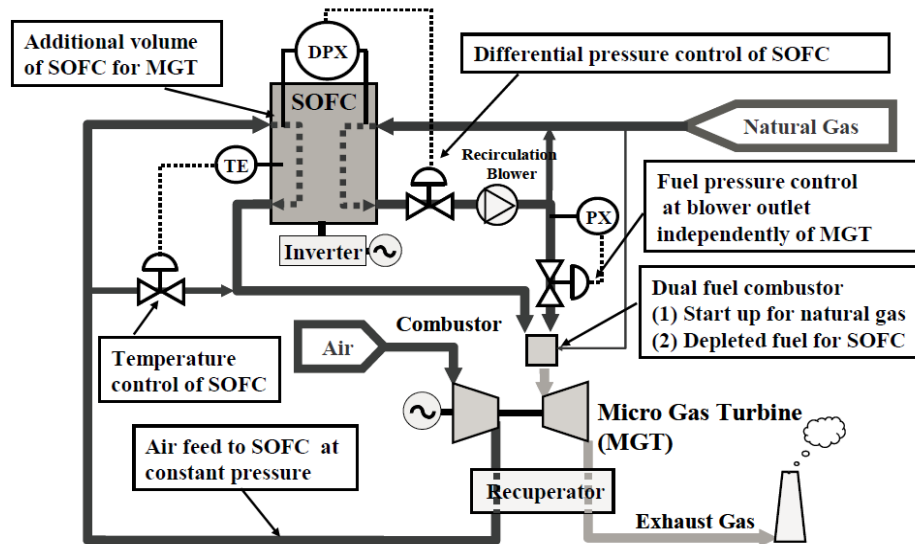 Additional volume
of SOFC for MGT
DPX
Differential pressure control of SOFC
SOFC
Natural Gas
Recirculation
Blower
TE
Fuel pressure control
at blower outlet
independently of MGT
PX
Inverter
Dual fuel combustor
(1) Start up for natural gas
(2) Depleted fuel for SOFC
Combustor
Air
Temperature
control of SOFC
Micro Gas Turbine
(MGT)
Air feed to SOFC at
constant pressure
Recuperator
Exhaust Gas